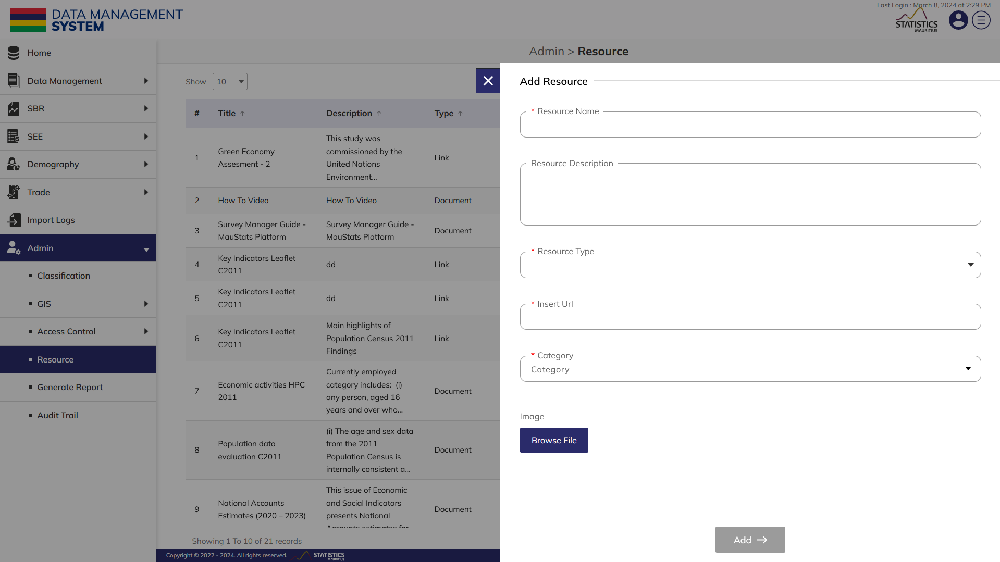 DATA MANAGEMENT
SYSTEM
Last Login : March 8, 2024 at 2:29 PM
STATISTICS
MAURITIUS
Home
Data Management
SBR
SEE
Demography
Trade
Import Logs
Admin
Classification
GIS
Access Control
Resource
Generate Report
Audit Trail
Admin > Resource
Show 10
# Title ↑ Description ↑ Type ↑
1 Green Economy Assesment - 2 This study was commissioned by the United Nations Environment... Link
2 How To Video How To Video Document
3 Survey Manager Guide - MauStats Platform Survey Manager Guide - MauStats Platform Document
4 Key Indicators Leaflet C2011 dd Link
5 Key Indicators Leaflet C2011 dd Link
6 Key Indicators Leaflet C2011 Main highlights of Population Census 2011 Findings Link
7 Economic activities HPC 2011 Currently employed category includes: (i) any person, aged 16 years and over who... Document
8 Population data evaluation C2011 (i) The age and sex data from the 2011 Population Census is internally consistent a... Document
9 National Accounts Estimates (2020 – 2023) This issue of Economic and Social Indicators presents National Accounts estimates for Document
Showing 1 To 10 of 21 records
Copyright © 2022 - 2024. All rights reserved.
STATISTICS
MAURITIUS
Add Resource
* Resource Name
Resource Description
* Resource Type
* Insert Url
* Category
Category
Image
Browse File
Add →